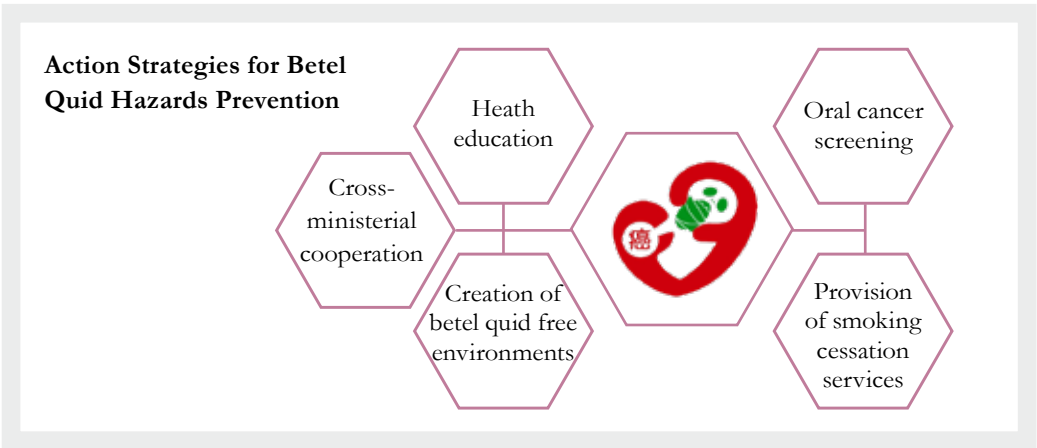 Action Strategies for Betel
Quid Hazards Prevention
Heath
education
Cross-
ministerial
cooperation
Creation of
betel quid free
environments
癌
Oral cancer
screening
Provision
of smoking
cessation
services